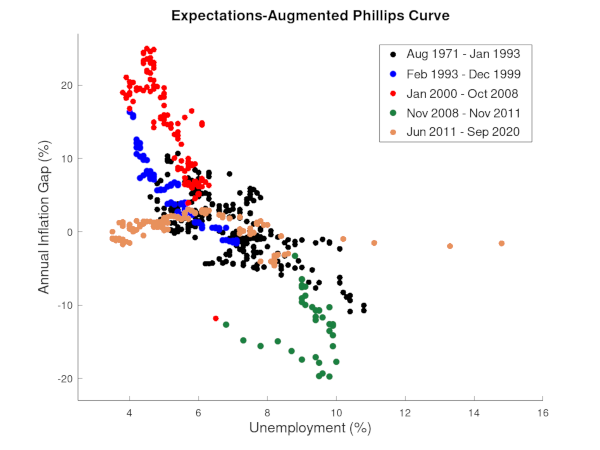 Expectations-Augmented Phillips Curve
Aug 1971 - Jan 1993
Feb 1993 - Dec 1999
Jan 2000 - Oct 2008
Nov 2008 - Nov 2011
Jun 2011 - Sep 2020
Annual Inflation Gap (%)
20
10
0
-10
-20
4 6 8 10 12 14 16
Unemployment (%)